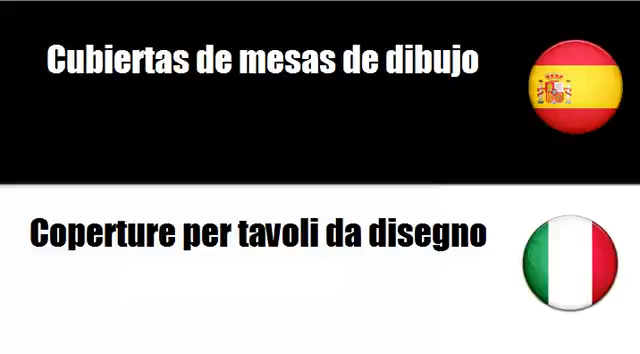 Cubiertas de mesas de dibujo
Coperture per tavoli da disegno